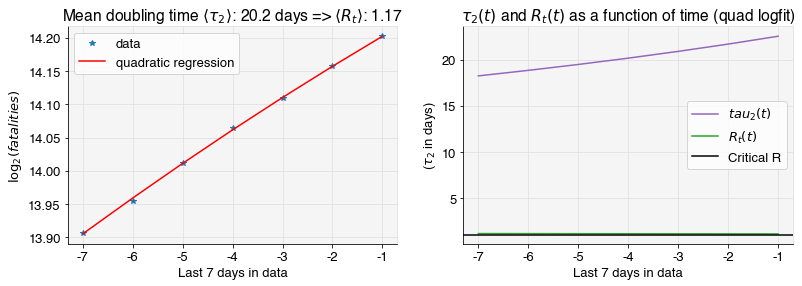 Mean doubling time ⟨τ₂⟩: 20.2 days => ⟨Rₜ⟩: 1.17
data
quadratic regression
log₂(fatalities)
14.20
14.15
14.10
14.05
14.00
13.95
13.90
-7 -6 -5 -4 -3 -2 -1
Last 7 days in data
τ₂(t) and Rₜ(t) as a function of time (quad logfit)
tau₂(t)
Rₜ(t)
Critical R
(τ₂ in days)
20
15
10
5
-7 -6 -5 -4 -3 -2 -1
Last 7 days in data